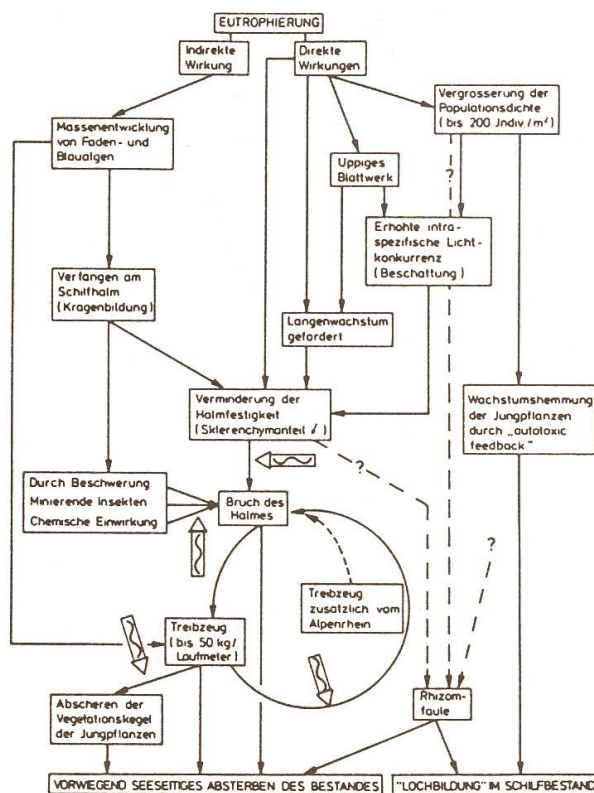 EUTROPHIERUNG
Indirekte
Wirkung
Direkte
Wirkungen
Vergrosserung der
Populationsdichte
(bis 200 Jndiv./m²)
Massenentwicklung
von Faden- und
Blaualgen
Uppiges
Blattwerk
?
Erhohte intra-
spezifische Licht-
konkurrenz
(Beschattung)
Verfangen am
Schilfhalm
(Kragenbildung)
Langenwachstum
gefordert
Verminderung der
Halmfestigkeit
(Sklerenchymanteil ↓)
Wachstumshemmung
der Jungpflanzen
durch „autotoxic
feedback"
?
Durch Beschwerung
Minierende Insekten
Chemische Einwirkung
Bruch des
Halmes
?
Treibzeug
zusatzlich vom
Alpenrhein
Treibzeug
(bis 50 kg/
Laufmeter)
Abscheren der
Vegetationskegel
der Jungpflanzen
Rhizom-
faule
VORWIEGEND SEESEITIGES ABSTERBEN DES BESTANDES
"LOCHBILDUNG" IM SCHILFBESTAND